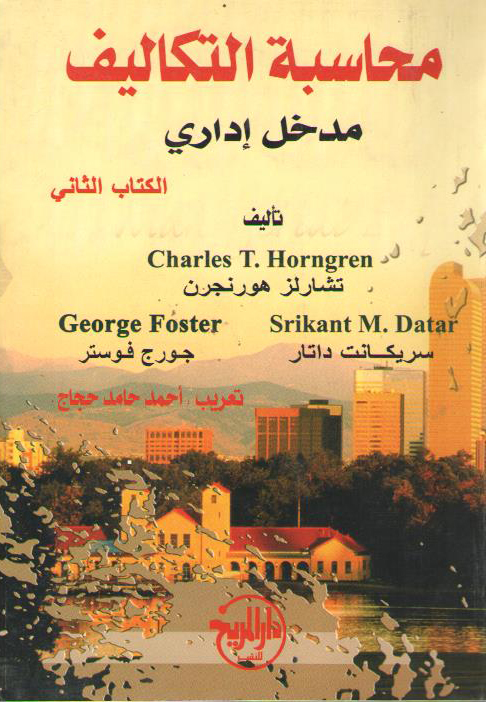 محاسبة التكاليف
مدخل إداري
الكتاب الثاني
تأليف
Charles T. Horngren
تشارلز هورنجرن
George Foster Srikant M. Datar
جورج فوستر سريكانت داتار
تعريب : أحمد حامد حجاج
دار المريخ
للنشر